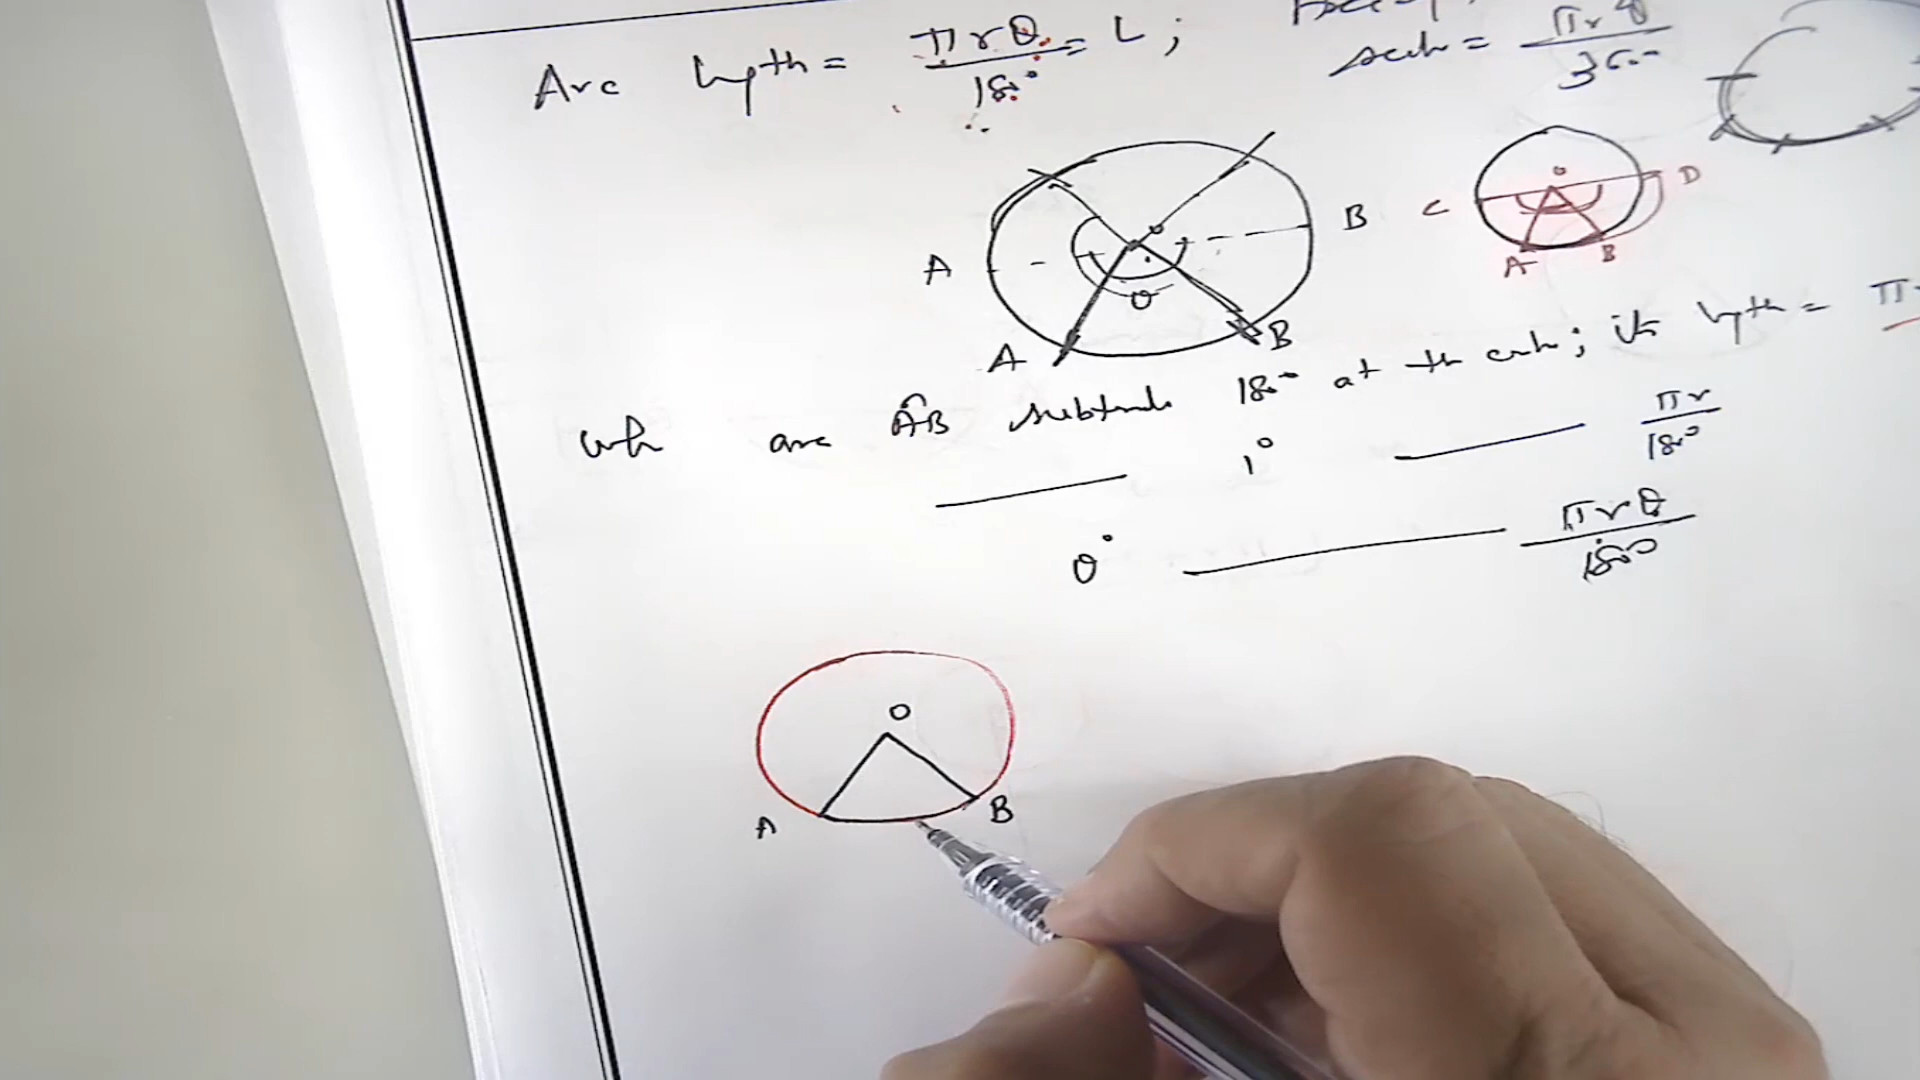 Arc length = πrθ/180° = L ;
= πrθ/360°
O
C D
A B
A B
O
θ
A B
when arc AB subtends 180° at the centre; its length = π
1° πr/180°
θ° πrθ/180°
O
A B